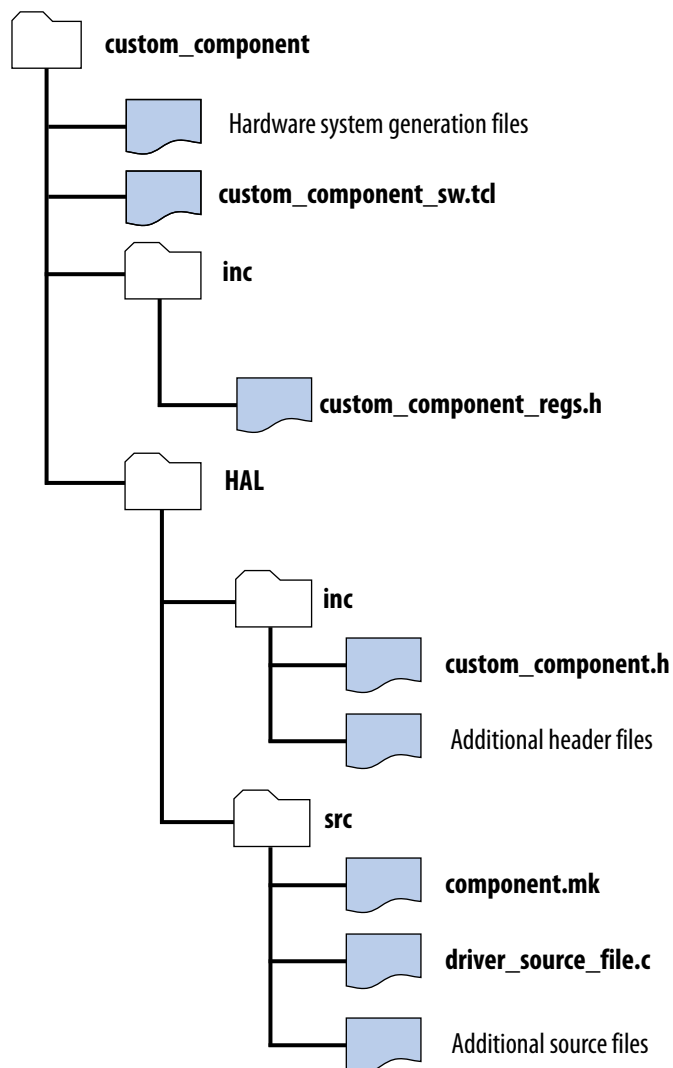 custom_component
Hardware system generation files
custom_component_sw.tcl
inc
custom_component_regs.h
HAL
inc
custom_component.h
Additional header files
src
component.mk
driver_source_file.c
Additional source files